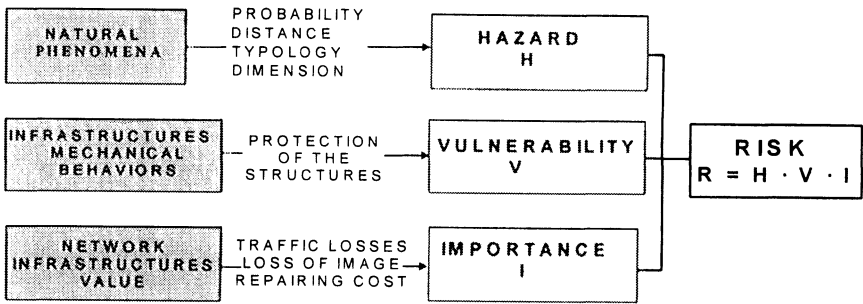 NATURAL
PHENOMENA
PROBABILITY
DISTANCE
TYPOLOGY
DIMENSION
HAZARD
H
INFRASTRUCTURES
MECHANICAL
BEHAVIORS
PROTECTION
OF THE
STRUCTURES
VULNERABILITY
V
RISK
R = H · V · I
NETWORK
INFRASTRUCTURES
VALUE
TRAFFIC LOSSES
LOSS OF IMAGE
REPAIRING COST
IMPORTANCE
I